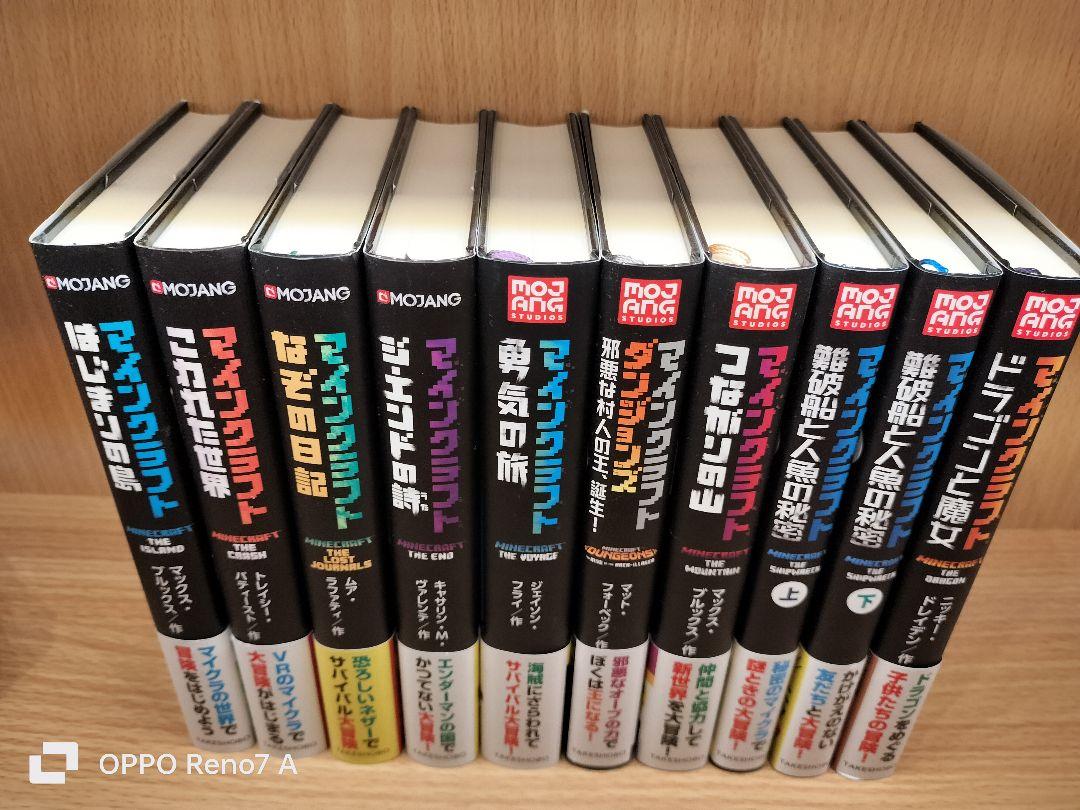 MOJANG
マインクラフト
はじまりの島
MINECRAFT
THE ISLAND
マックス・
ブルックス/作
マイクラの世界で
冒険をはじめよう
MOJANG
マインクラフト
こわれた世界
MINECRAFT
THE CRASH
トレイシー・
バティースト/作
VRのマイクラで
大冒険がはじまる
TAKESHOBO
MOJANG
マインクラフト
なぞの日記
MINECRAFT
THE LOST
JOURNALS
ムア・
ラファティ/作
恐ろしいネザーで
サバイバル大冒険
TAKESHOBO
MOJANG
マインクラフト
ジ・エンドの詩
MINECRAFT
THE END
キャサリン・M・
ヴァレンテ/作
エンダーマンの国で
かつてない大冒険!
TAKESHOBO
MOJ
ANG
STUDIOS
マインクラフト
勇気の旅
MINECRAFT
THE VOYAGE
ジェイソン・
フライ/作
海賊にさらわれて
サバイバル大冒険!
TAKESHOBO
MOJ
ANG
STUDIOS
マインクラフト
ダンジョンズ
邪悪な村人の王、誕生!
MINECRAFT
DUNGEONS
マット・
フォーベック/作
邪悪なオーブの力で
ぼくは王になる!
TAKESHOBO
MOJ
ANG
STUDIOS
マインクラフト
つながりの山
MINECRAFT
THE
MOUNTAIN
マックス・
ブルックス/作
仲間と協力して
新世界を大冒険!
TAKESHOBO
MOJ
ANG
STUDIOS
マインクラフト
難破船と人魚の秘密
MINECRAFT
THE
SHIPWRECK
上
秘密のマイクラで
謎ときの大冒険!
TAKESHOBO
MOJ
ANG
STUDIOS
マインクラフト
難破船と人魚の秘密
MINECRAFT
THE
SHIPWRECK
下
かけがえのない
友だちと大冒険!
TAKESHOBO
MOJ
ANG
STUDIOS
マインクラフト
ドラゴンと魔女
MINECRAFT
THE
DRAGON
ニッキー・
ドレイデン/作
ドラゴンをめぐる
子供たちの冒険!
TAKESHOBO
OPPO Reno7 A